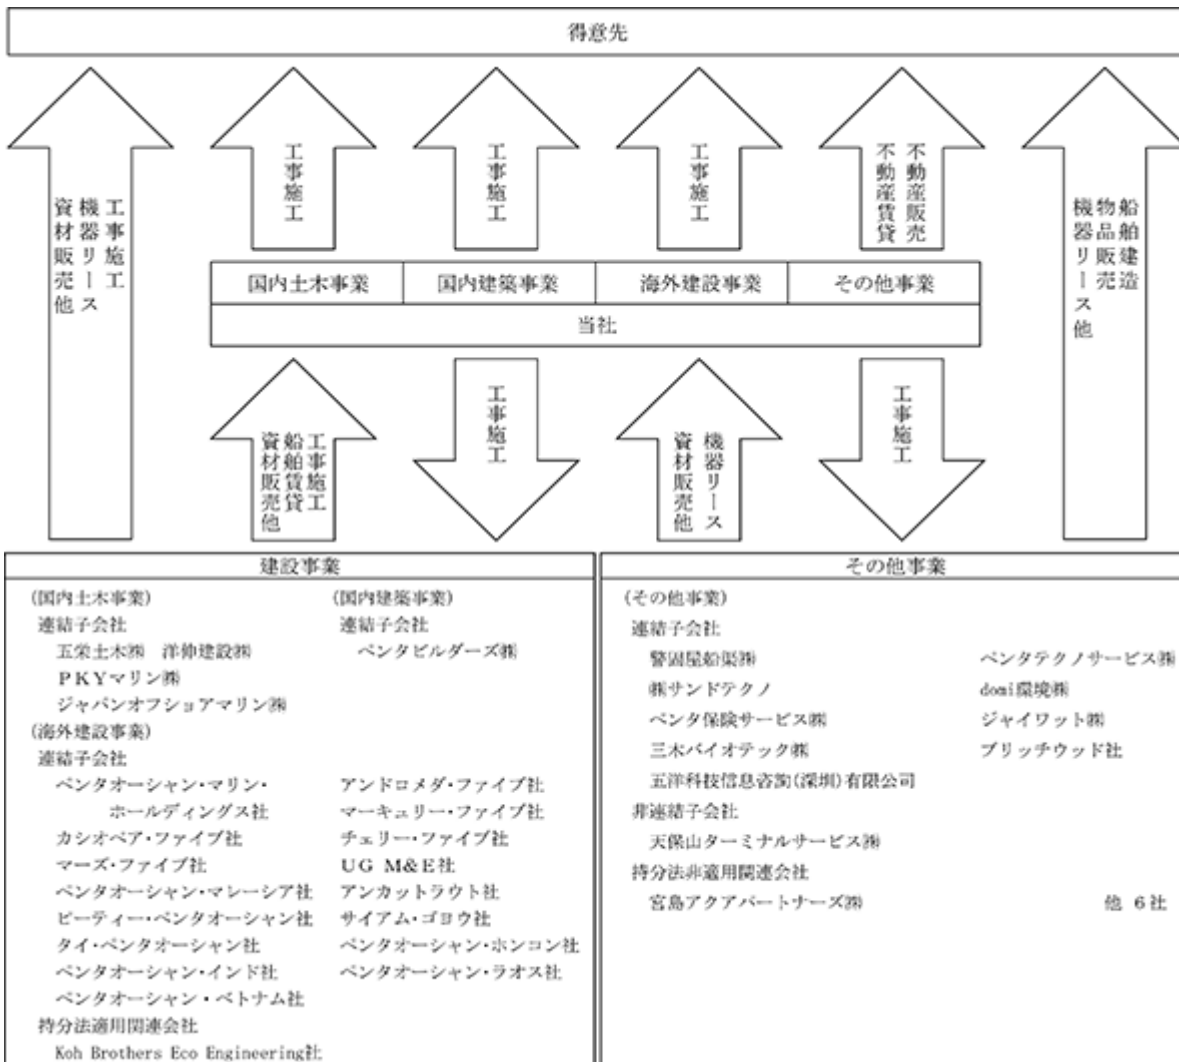 得意先
工事施工
機器リース
資材販売他
工事施工
工事施工
工事施工
不動産販売
不動産賃貸
船舶建造
物品販売
機器リース他
国内土木事業 国内建築事業 海外建設事業 その他事業
当社
工事施工
船舶賃貸
資材販売他
工事施工
機器リース
資材販売他
工事施工
建設事業
(国内土木事業) (国内建築事業)
連結子会社 連結子会社
五栄土木㈱ 洋伸建設㈱ ペンタビルダーズ㈱
PKYマリン㈱
ジャパンオフショアマリン㈱
(海外建設事業)
連結子会社
ペンタオーシャン・マリン・ アンドロメダ・ファイブ社
ホールディングス社 マーキュリー・ファイブ社
カシオペア・ファイブ社 チェリー・ファイブ社
マーズ・ファイブ社 UG M&E社
ペンタオーシャン・マレーシア社 アンカットラウト社
ピーティー・ペンタオーシャン社 サイアム・ゴヨウ社
タイ・ペンタオーシャン社 ペンタオーシャン・ホンコン社
ペンタオーシャン・インド社 ペンタオーシャン・ラオス社
ペンタオーシャン・ベトナム社
持分法適用関連会社
Koh Brothers Eco Engineering社
その他事業
(その他事業)
連結子会社
警固屋船渠㈱ ペンタテクノサービス㈱
㈱サンドテクノ domi環境㈱
ペンタ保険サービス㈱ ジャイワット㈱
三木バイオテック㈱ ブリッチウッド社
五洋科技信息咨詢(深圳)有限公司
非連結子会社
天保山ターミナルサービス㈱
持分法非適用関連会社
宮島アクアパートナーズ㈱ 他 6社